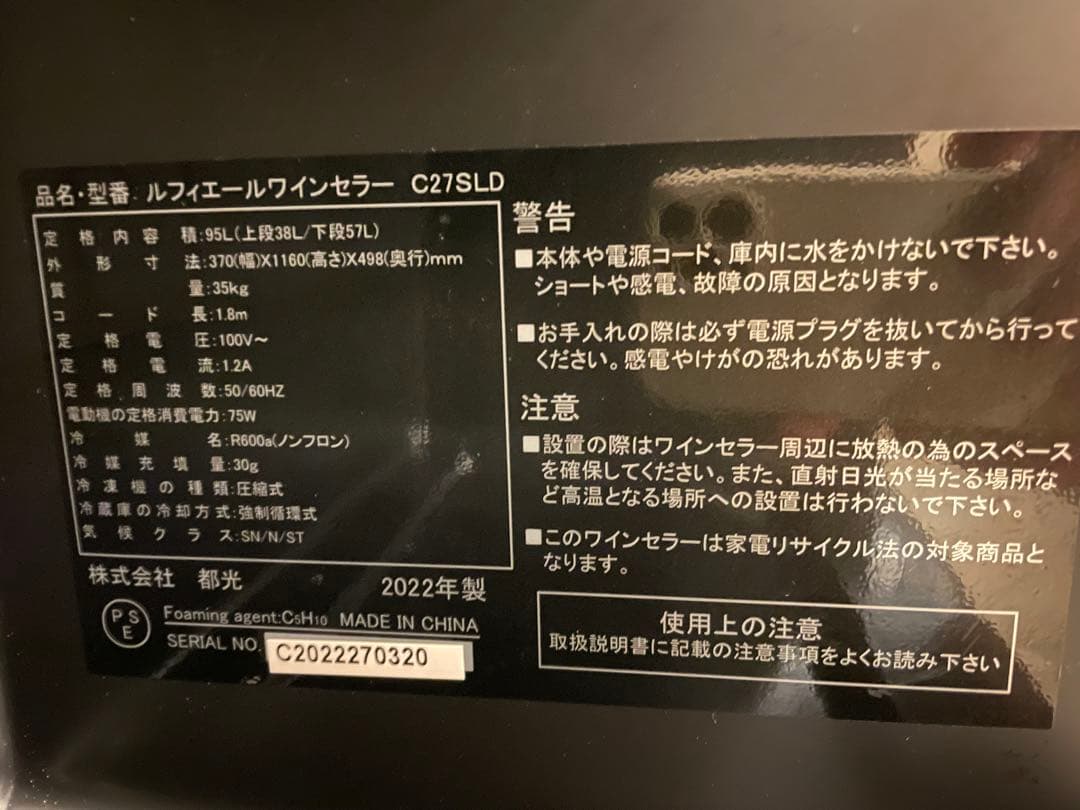 品名・型番 ルフィエールワインセラー C27SLD
定格内容積:95L(上段38L/下段57L)
外形寸法:370(幅)X1160(高さ)X498(奥行)mm
質量:35kg
コード長:1.8m
定格電圧:100V～
定格電流:1.2A
定格周波数:50/60HZ
電動機の定格消費電力:75W
冷媒名:R600a(ノンフロン)
冷媒充填量:30g
冷凍機の種類:圧縮式
冷蔵庫の冷却方式:強制循環式
気候クラス:SN/N/ST
株式会社 都光 2022年製
PSE
Foaming agent:C5H10 MADE IN CHINA
SERIAL NO. C2022270320
警告
■本体や電源コード、庫内に水をかけないで下さい。
ショートや感電、故障の原因となります。
■お手入れの際は必ず電源プラグを抜いてから行って
ください。感電やけがの恐れがあります。
注意
■設置の際はワインセラー周辺に放熱の為のスペース
を確保してください。また、直射日光が当たる場所な
ど高温となる場所への設置は行わないで下さい。
■このワインセラーは家電リサイクル法の対象商品と
なります。
使用上の注意
取扱説明書に記載の注意事項をよくお読み下さい